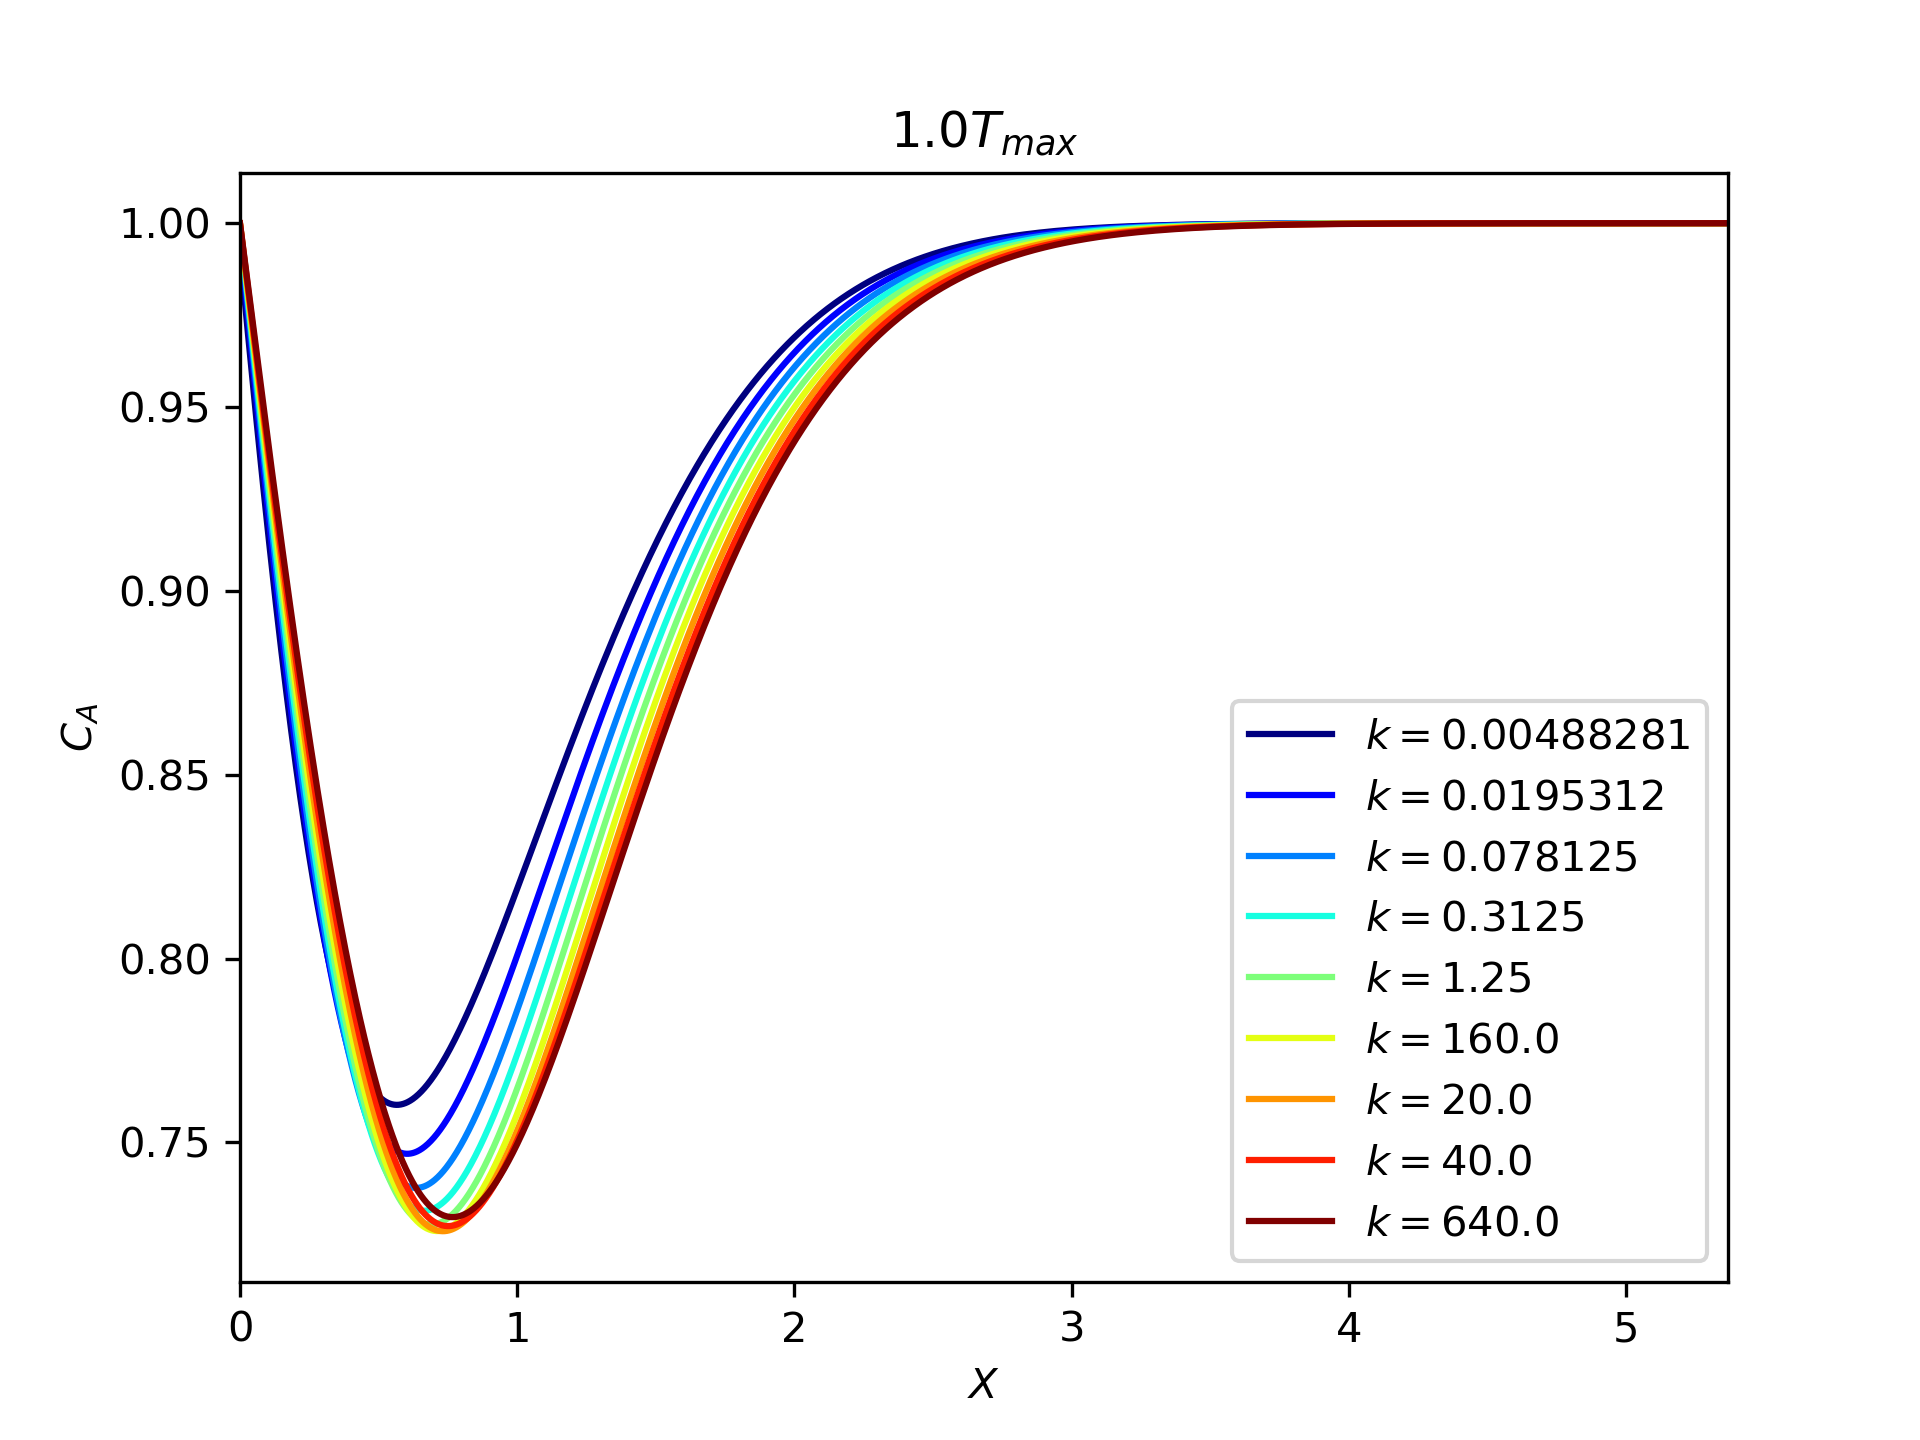 1.0T_{max}
1.00
0.95
0.90
0.85
0.80
0.75
C_A
0 1 2 3 4 5
X
k = 0.00488281
k = 0.0195312
k = 0.078125
k = 0.3125
k = 1.25
k = 160.0
k = 20.0
k = 40.0
k = 640.0